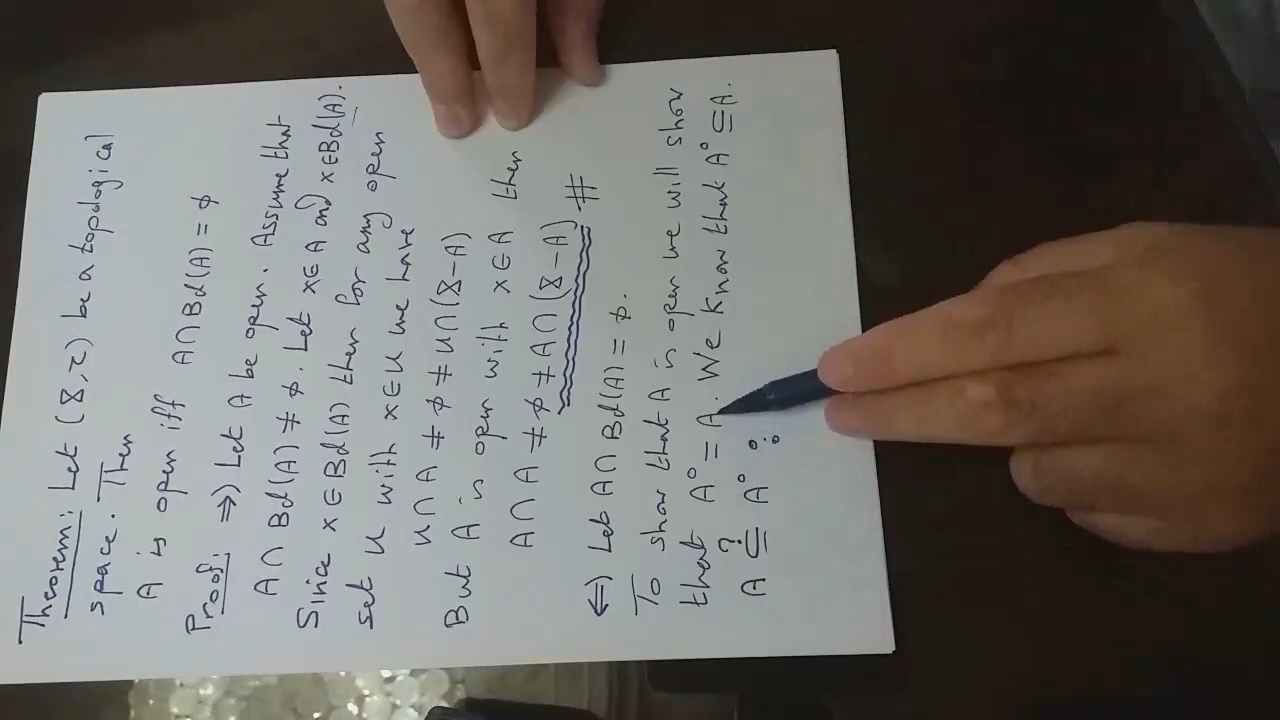 Theorem: Let (X,τ) be a topological
space. Then
A is open iff A∩Bd(A) = ϕ
Proof: ⇒) Let A be open. Assume that
A∩Bd(A) ≠ ϕ. Let x∈A and x∈Bd(A).
Since x∈Bd(A) then for any open
set U with x∈U we have
U∩A ≠ ϕ ≠ U∩(X-A)
But A is open with x∈A then
A∩A ≠ ϕ ≠ A∩(X-A) #
⇐) Let A∩Bd(A) = ϕ.
To show that A is open we will show
that A° = A. We know that A° ⊆ A.
A ⊆? A° :